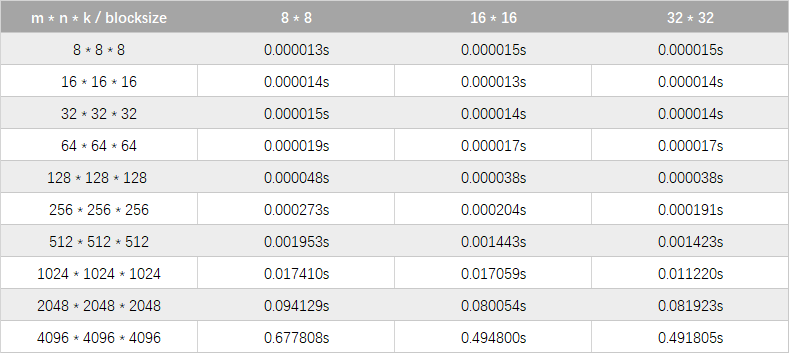 m * n * k / blocksize 8 * 8 16 * 16 32 * 32
8 * 8 * 8 0.000013s 0.000015s 0.000015s
16 * 16 * 16 0.000014s 0.000013s 0.000014s
32 * 32 * 32 0.000015s 0.000014s 0.000014s
64 * 64 * 64 0.000019s 0.000017s 0.000017s
128 * 128 * 128 0.000048s 0.000038s 0.000038s
256 * 256 * 256 0.000273s 0.000204s 0.000191s
512 * 512 * 512 0.001953s 0.001443s 0.001423s
1024 * 1024 * 1024 0.017410s 0.017059s 0.011220s
2048 * 2048 * 2048 0.094129s 0.080054s 0.081923s
4096 * 4096 * 4096 0.677808s 0.494800s 0.491805s